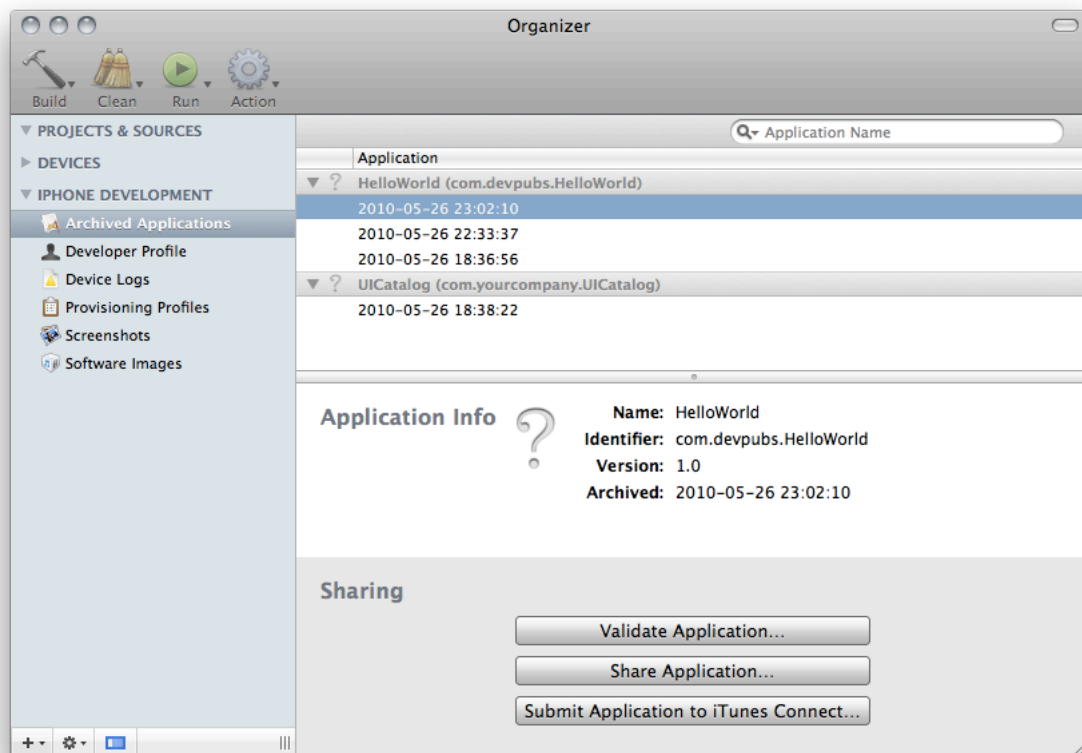 Organizer
Build Clean Run Action
PROJECTS & SOURCES
DEVICES
IPHONE DEVELOPMENT
Archived Applications
Developer Profile
Device Logs
Provisioning Profiles
Screenshots
Software Images
Application Name
Application
HelloWorld (com.devpubs.HelloWorld)
2010-05-26 23:02:10
2010-05-26 22:33:37
2010-05-26 18:36:56
UICatalog (com.yourcompany.UICatalog)
2010-05-26 18:38:22
Application Info
Name: HelloWorld
Identifier: com.devpubs.HelloWorld
Version: 1.0
Archived: 2010-05-26 23:02:10
Sharing
Validate Application...
Share Application...
Submit Application to iTunes Connect...